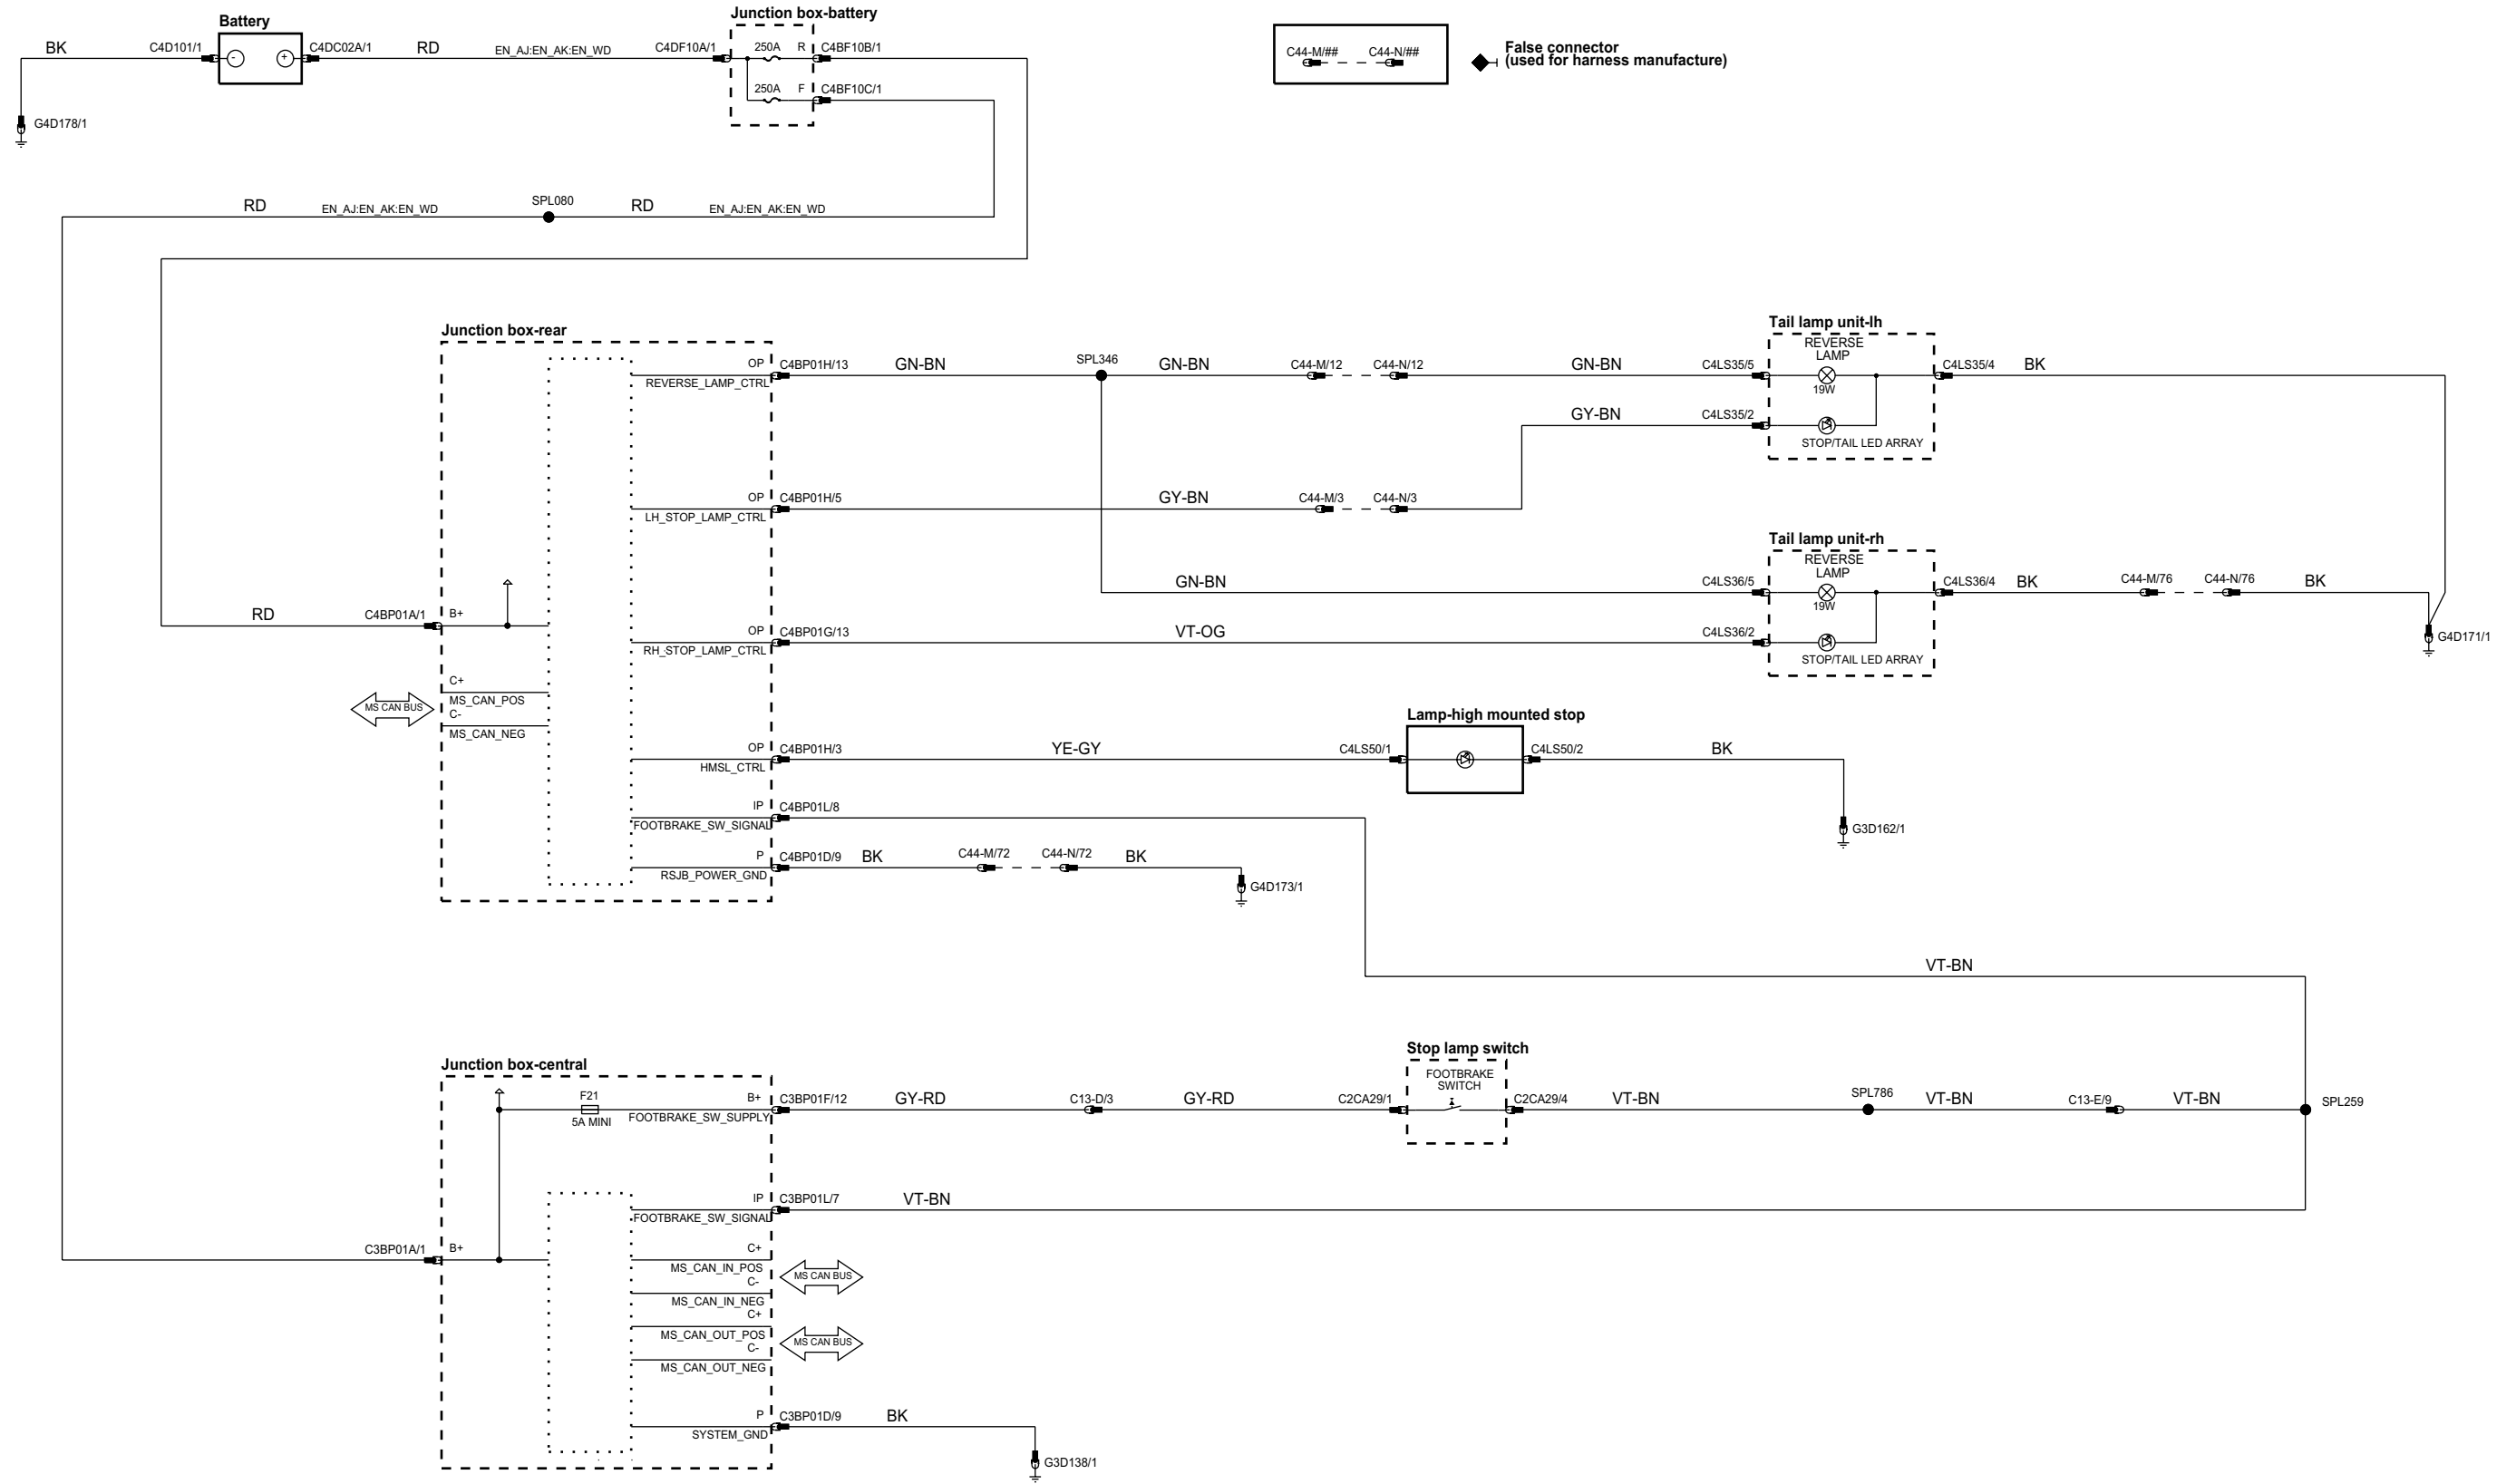 Battery
Junction box-battery
BK
C4D101/1
-
+
C4DC02A/1
RD
EN_AJ:EN_AK:EN_WD
C4DF10A/1
250A
R
C4BF10B/1
250A
F
C4BF10C/1
G4D178/1
C44-M/##
C44-N/##
False connector
(used for harness manufacture)
RD
EN_AJ:EN_AK:EN_WD
SPL080
RD
EN_AJ:EN_AK:EN_WD
Junction box-rear
OP
C4BP01H/13
REVERSE_LAMP_CTRL
GN-BN
SPL346
GN-BN
C44-M/12
C44-N/12
GN-BN
C4LS35/5
Tail lamp unit-lh
REVERSE
LAMP
19W
C4LS35/4
BK
GY-BN
C4LS35/2
STOP/TAIL LED ARRAY
OP
C4BP01H/5
LH_STOP_LAMP_CTRL
GY-BN
C44-M/3
C44-N/3
Tail lamp unit-rh
REVERSE
LAMP
19W
GN-BN
C4LS36/5
C4LS36/4
BK
C44-M/76
C44-N/76
BK
G4D171/1
RD
C4BP01A/1
B+
OP
C4BP01G/13
RH_STOP_LAMP_CTRL
VT-OG
C4LS36/2
STOP/TAIL LED ARRAY
MS CAN BUS
C+
MS_CAN_POS
C-
MS_CAN_NEG
Lamp-high mounted stop
OP
C4BP01H/3
HMSL_CTRL
YE-GY
C4LS50/1
C4LS50/2
BK
G3D162/1
IP
C4BP01L/8
FOOTBRAKE_SW_SIGNAL
P
C4BP01D/9
RSJB_POWER_GND
BK
C44-M/72
C44-N/72
BK
G4D173/1
VT-BN
Junction box-central
F21
5A MINI
B+
C3BP01F/12
FOOTBRAKE_SW_SUPPLY
GY-RD
C13-D/3
GY-RD
C2CA29/1
Stop lamp switch
FOOTBRAKE
SWITCH
C2CA29/4
VT-BN
SPL786
VT-BN
C13-E/9
VT-BN
SPL259
IP
C3BP01L/7
FOOTBRAKE_SW_SIGNAL
VT-BN
C3BP01A/1
B+
C+
MS_CAN_IN_POS
C-
MS_CAN_IN_NEG
MS CAN BUS
C+
MS_CAN_OUT_POS
C-
MS_CAN_OUT_NEG
MS CAN BUS
P
C3BP01D/9
SYSTEM_GND
BK
G3D138/1